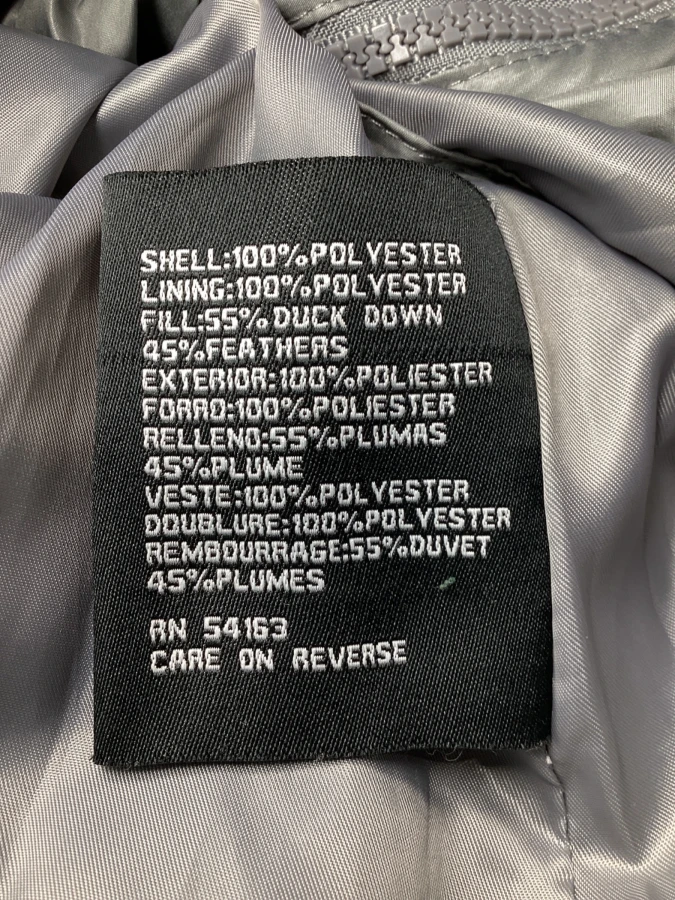 SHELL:100%POLYESTER
LINING:100%POLYESTER
FILL:55%DUCK DOWN
45%FEATHERS
EXTERIOR:100%POLIESTER
FORRO:100%POLIESTER
RELLENO:55%PLUMAS
45%PLUME
VESTE:100%POLYESTER
DOUBLURE:100%POLYESTER
REMBOURRAGE:55%DUVET
45%PLUMES
RN 54163
CARE ON REVERSE